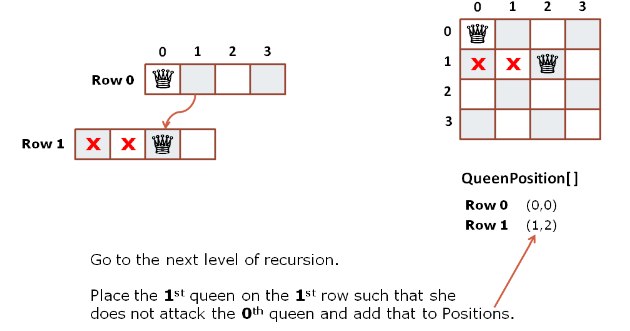 0 1 2 3
Row 0
Row 1 X X
0 1 2 3
0
1 X X
2
3
QueenPosition[ ]
Row 0 (0,0)
Row 1 (1,2)
Go to the next level of recursion.
Place the 1st queen on the 1st row such that she
does not attack the 0th queen and add that to Positions.